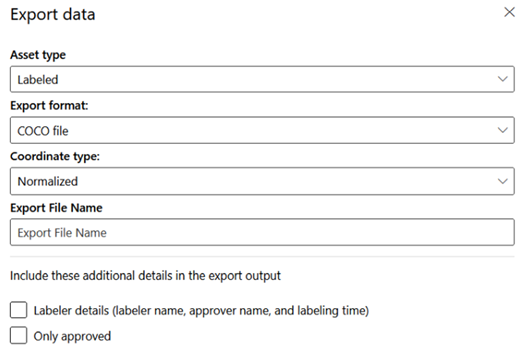 Export data
Asset type
Labeled
Export format:
COCO file
Coordinate type:
Normalized
Export File Name
Export File Name
Include these additional details in the export output
Labeler details (labeler name, approver name, and labeling time)
Only approved